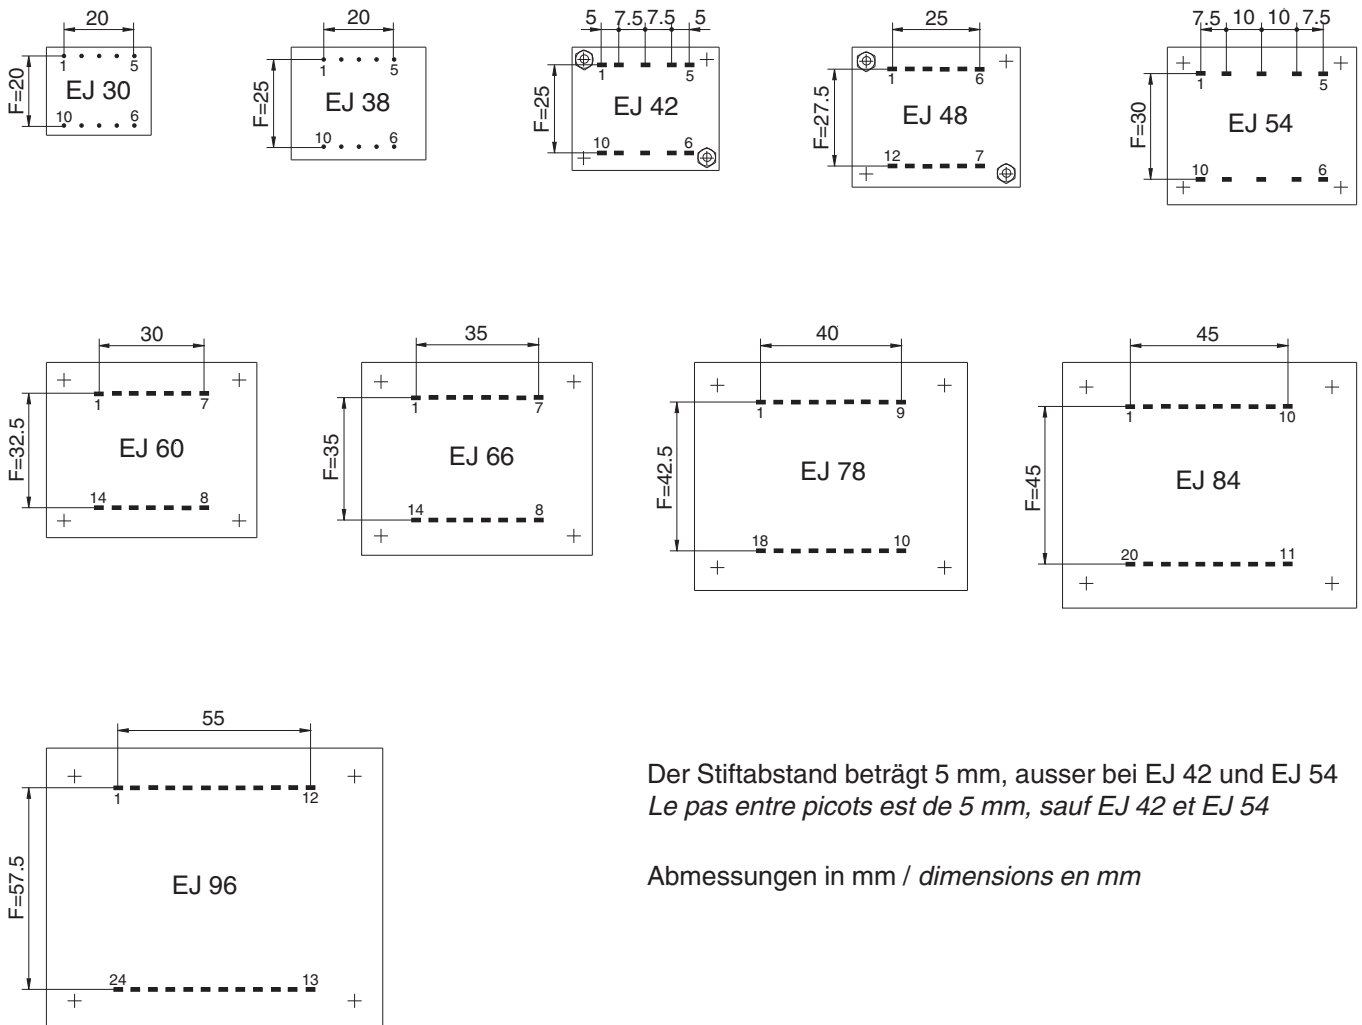 20
1 5
F=20
EJ 30
10 6
20
1 5
F=25
EJ 38
10 6
5 7.5 7.5 5
1 5
F=25
EJ 42
10 6
25
1 6
F=27.5
EJ 48
12 7
7.5 10 10 7.5
1 5
F=30
EJ 54
10 6
30
1 7
F=32.5
EJ 60
14 8
35
1 7
F=35
EJ 66
14 8
40
1 9
F=42.5
EJ 78
18 10
45
1 10
F=45
EJ 84
20 11
55
1 12
F=57.5
EJ 96
24 13
Der Stiftabstand beträgt 5 mm, ausser bei EJ 42 und EJ 54
Le pas entre picots est de 5 mm, sauf EJ 42 et EJ 54
Abmessungen in mm / dimensions en mm